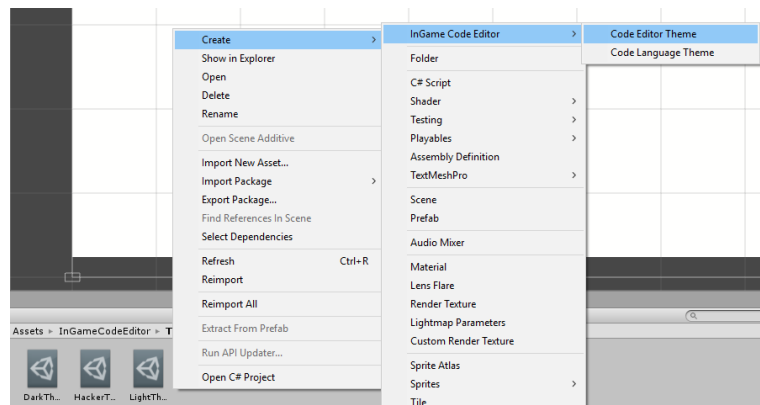 Create
Show in Explorer
Open
Delete
Rename
Open Scene Additive
Import New Asset...
Import Package
Export Package...
Find References In Scene
Select Dependencies
Refresh Ctrl+R
Reimport
Reimport All
Extract From Prefab
Run API Updater...
Open C# Project
InGame Code Editor
Folder
C# Script
Shader
Testing
Playables
Assembly Definition
TextMeshPro
Scene
Prefab
Audio Mixer
Material
Lens Flare
Render Texture
Lightmap Parameters
Custom Render Texture
Sprite Atlas
Sprites
Tile
Code Editor Theme
Code Language Theme
Assets ▸ InGameCodeEditor ▸ T
DarkTh... HackerT... LightTh...